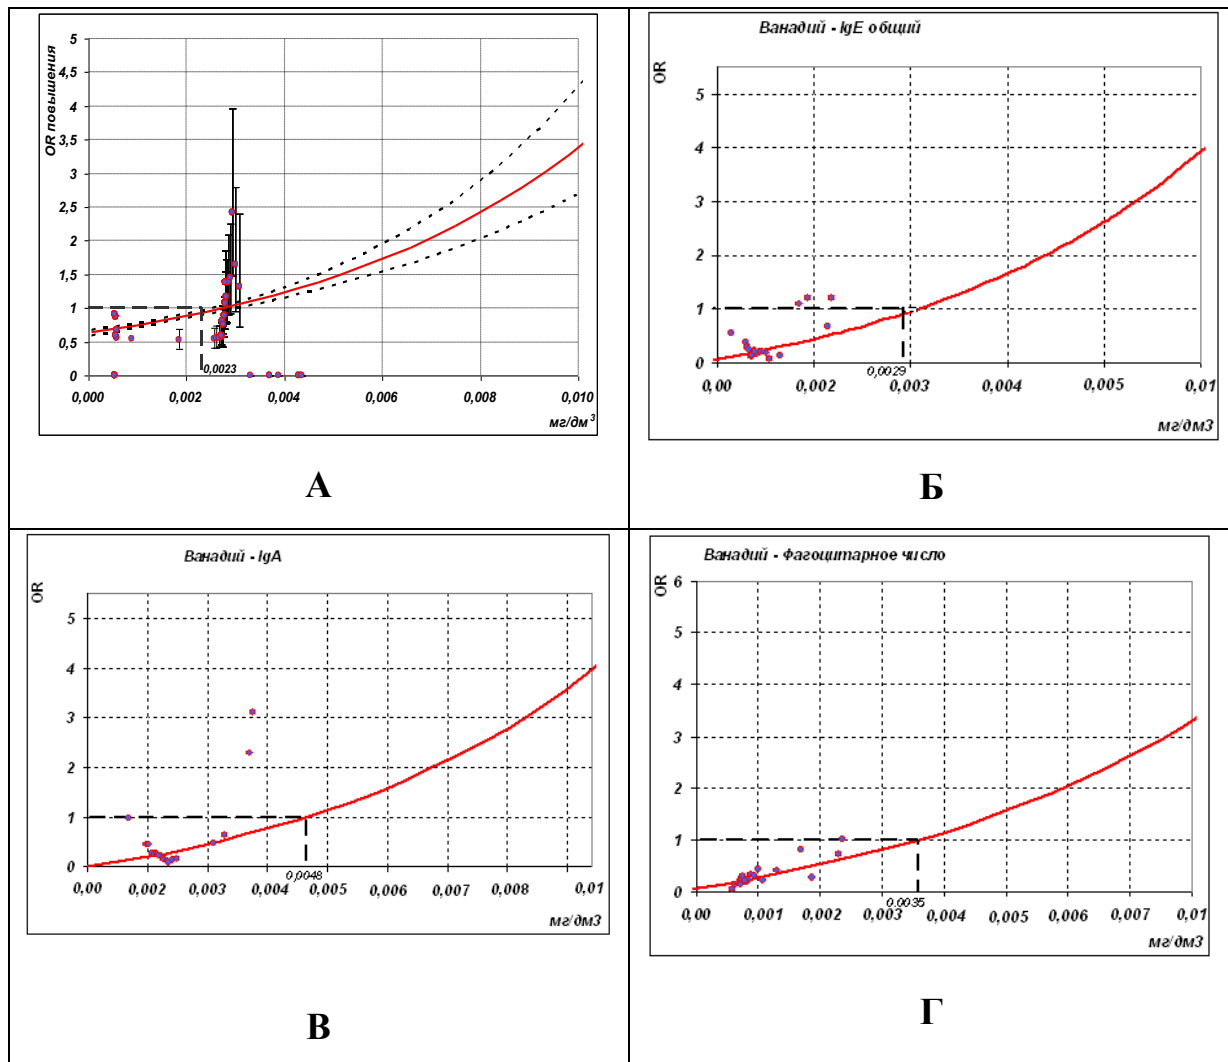 OR повышения
5
4,5
4
3,5
3
2,5
2
1,5
1
0,5
0
0,0023
0,000 0,002 0,004 0,006 0,008 0,010
мг/дм³
А
Ванадий - IgE общий
OR
5
4
3
2
1
0
0,0029
0,00 0,002 0,003 0,004 0,005 0,01
мг/дм3
Б
Ванадий - IgA
OR
5
4
3
2
1
0
0,0048
0,00 0,002 0,003 0,004 0,005 0,007 0,008 0,01
мг/дм3
В
Ванадий - Фагоцитарное число
OR
6
5
4
3
2
1
0
0,0035
0,00 0,001 0,002 0,003 0,004 0,005 0,006 0,007 0,01
мг/дм3
Г